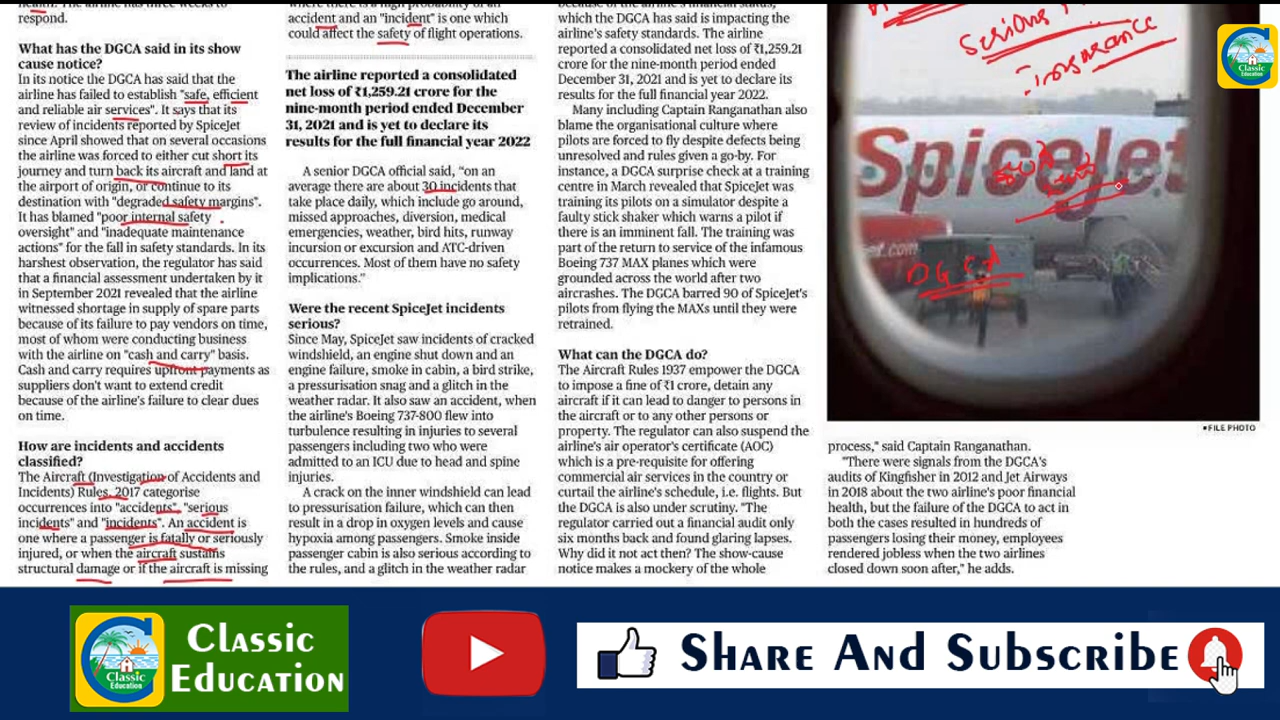 health. The airline has three weeks to
respond.
What has the DGCA said in its show
cause notice?
In its notice the DGCA has said that the
airline has failed to establish "safe, efficient
and reliable air services". It says that its
review of incidents reported by SpiceJet
since April showed that on several occasions
the airline was forced to either cut short its
journey and turn back its aircraft and land at
the airport of origin, or continue to its
destination with "degraded safety margins".
It has blamed "poor internal safety
oversight" and "inadequate maintenance
actions" for the fall in safety standards. In its
harshest observation, the regulator has said
that a financial assessment undertaken by it
in September 2021 revealed that the airline
witnessed shortage in supply of spare parts
because of its failure to pay vendors on time,
most of whom were conducting business
with the airline on "cash and carry" basis.
Cash and carry requires upfront payments as
suppliers don't want to extend credit
because of the airline's failure to clear dues
on time.
How are incidents and accidents
classified?
The Aircraft (Investigation of Accidents and
Incidents) Rules, 2017 categorise
occurrences into "accidents", "serious
incidents" and "incidents". An accident is
one where a passenger is fatally or seriously
injured, or when the aircraft sustains
structural damage or if the aircraft is missing
where there is a high probability of an
accident and an "incident" is one which
could affect the safety of flight operations.
The airline reported a consolidated
net loss of ₹1,259.21 crore for the
nine-month period ended December
31, 2021 and is yet to declare its
results for the full financial year 2022
A senior DGCA official said, "on an
average there are about 30 incidents that
take place daily, which include go around,
missed approaches, diversion, medical
emergencies, weather, bird hits, runway
incursion or excursion and ATC-driven
occurrences. Most of them have no safety
implications."
Were the recent SpiceJet incidents
serious?
Since May, SpiceJet saw incidents of cracked
windshield, an engine shut down and an
engine failure, smoke in cabin, a bird strike,
a pressurisation snag and a glitch in the
weather radar. It also saw an accident, when
the airline's Boeing 737-800 flew into
turbulence resulting in injuries to several
passengers including two who were
admitted to an ICU due to head and spine
injuries.
A crack on the inner windshield can lead
to pressurisation failure, which can then
result in a drop in oxygen levels and cause
hypoxia among passengers. Smoke inside
passenger cabin is also serious according to
the rules, and a glitch in the weather radar
because of the airline's financial status,
which the DGCA has said is impacting the
airline's safety standards. The airline
reported a consolidated net loss of ₹1,259.21
crore for the nine-month period ended
December 31, 2021 and is yet to declare its
results for the full financial year 2022.
Many including Captain Ranganathan also
blame the organisational culture where
pilots are forced to fly despite defects being
unresolved and rules given a go-by. For
instance, a DGCA surprise check at a training
centre in March revealed that SpiceJet was
training its pilots on a simulator despite a
faulty stick shaker which warns a pilot if
there is an imminent fall. The training was
part of the return to service of the infamous
Boeing 737 MAX planes which were
grounded across the world after two
aircrashes. The DGCA barred 90 of SpiceJet's
pilots from flying the MAXs until they were
retrained.
What can the DGCA do?
The Aircraft Rules 1937 empower the DGCA
to impose a fine of ₹1 crore, detain any
aircraft if it can lead to danger to persons in
the aircraft or to any other persons or
property. The regulator can also suspend the
airline's air operator's certificate (AOC)
which is a pre-requisite for offering
commercial air services in the country or
curtail the airline's schedule, i.e. flights. But
the DGCA is also under scrutiny. "The
regulator carried out a financial audit only
six months back and found glaring lapses.
Why did it not act then? The show-cause
notice makes a mockery of the whole
Serious
SpiceJet
.com
DGCA
FILE PHOTO
process," said Captain Ranganathan.
"There were signals from the DGCA's
audits of Kingfisher in 2012 and Jet Airways
in 2018 about the two airline's poor financial
health, but the failure of the DGCA to act in
both the cases resulted in hundreds of
passengers losing their money, employees
rendered jobless when the two airlines
closed down soon after," he adds.
Classic
Education
Classic
Education
Classic
Education
Share And Subscribe